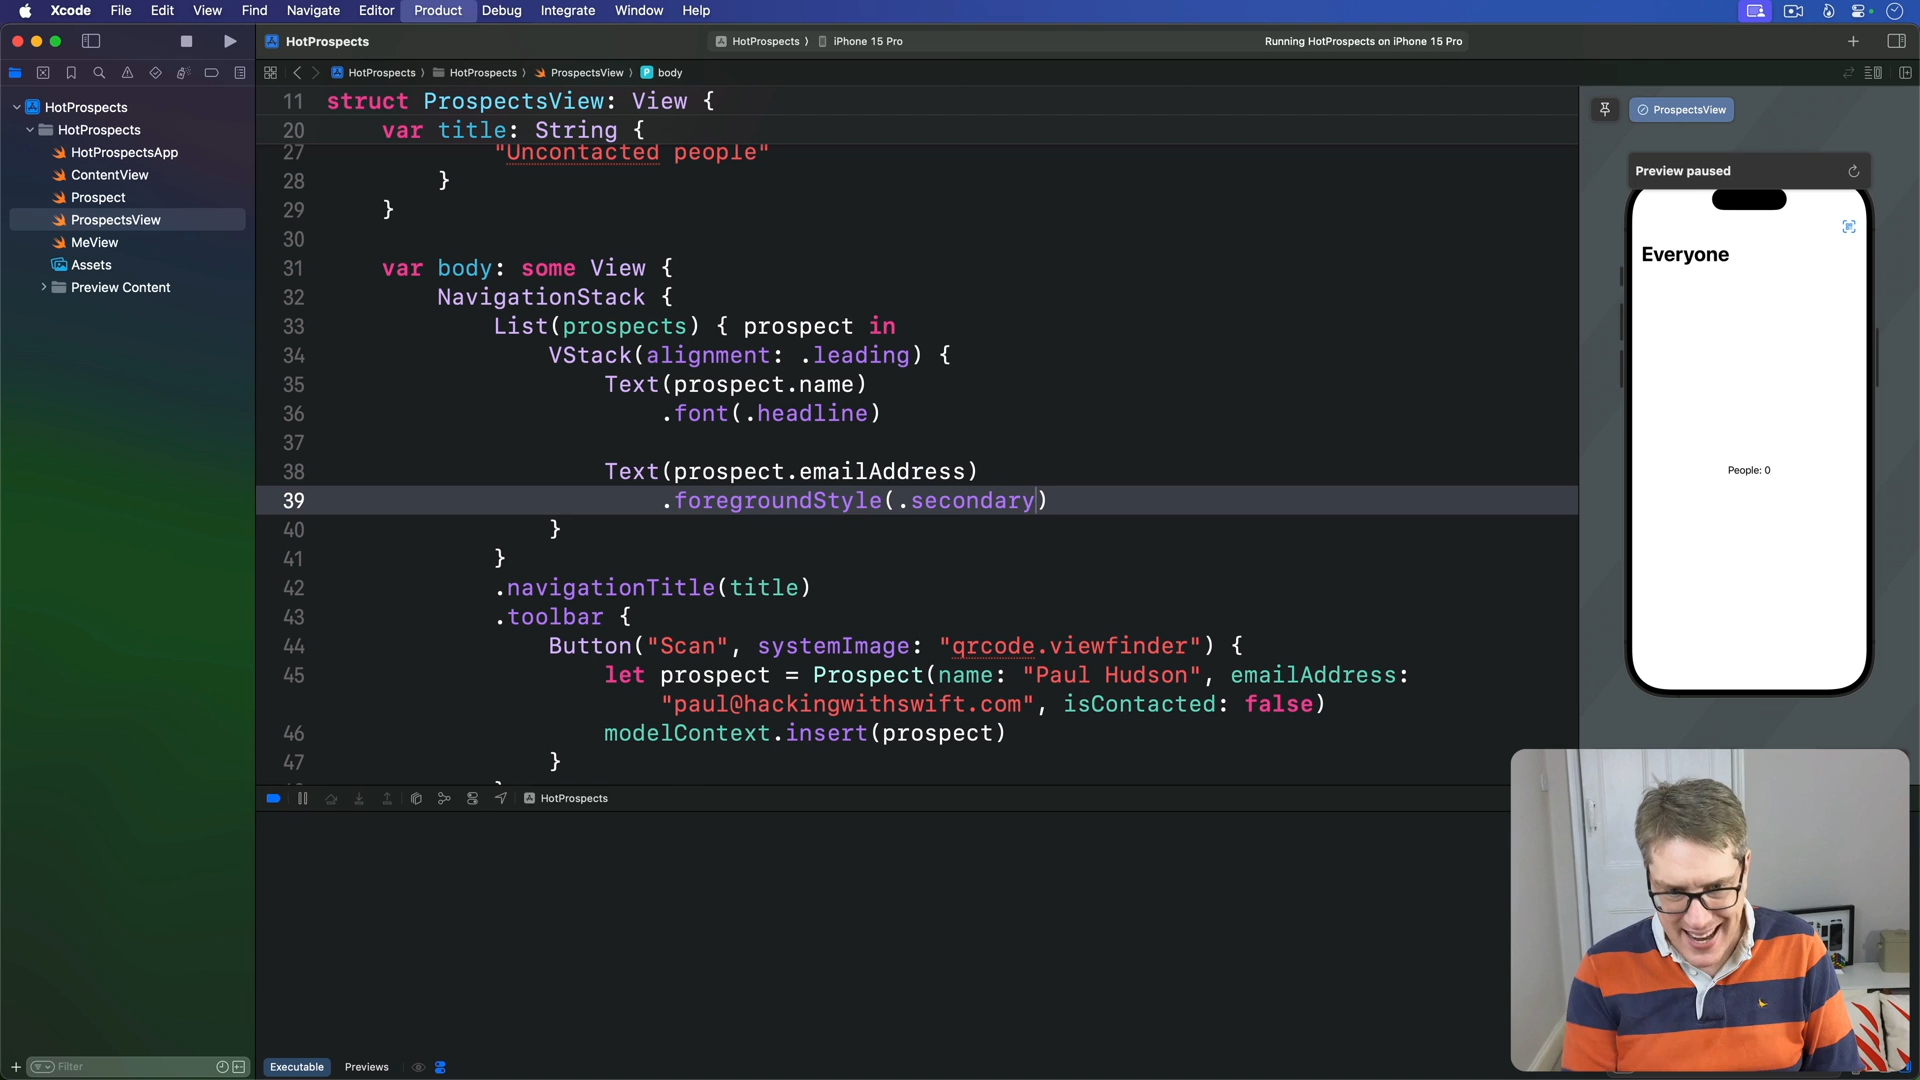 Xcode File Edit View Find Navigate Editor Product Debug Integrate Window Help
HotProspects
HotProspects ⟩ iPhone 15 Pro
Running HotProspects on iPhone 15 Pro
HotProspects ⟩ HotProspects ⟩ ProspectsView ⟩ P body
HotProspects
HotProspects
HotProspectsApp
ContentView
Prospect
ProspectsView
MeView
Assets
Preview Content
Filter
11 struct ProspectsView: View {
20 var title: String {
27 "Uncontacted people"
28 }
29 }
30
31 var body: some View {
32 NavigationStack {
33 List(prospects) { prospect in
34 VStack(alignment: .leading) {
35 Text(prospect.name)
36 .font(.headline)
37
38 Text(prospect.emailAddress)
39 .foregroundStyle(.secondary)
40 }
41 }
42 .navigationTitle(title)
43 .toolbar {
44 Button("Scan", systemImage: "qrcode.viewfinder") {
45 let prospect = Prospect(name: "Paul Hudson", emailAddress:
"paul@hackingwithswift.com", isContacted: false)
46 modelContext.insert(prospect)
47 }
HotProspects
Executable Previews
ProspectsView
Preview paused
Everyone
People: 0